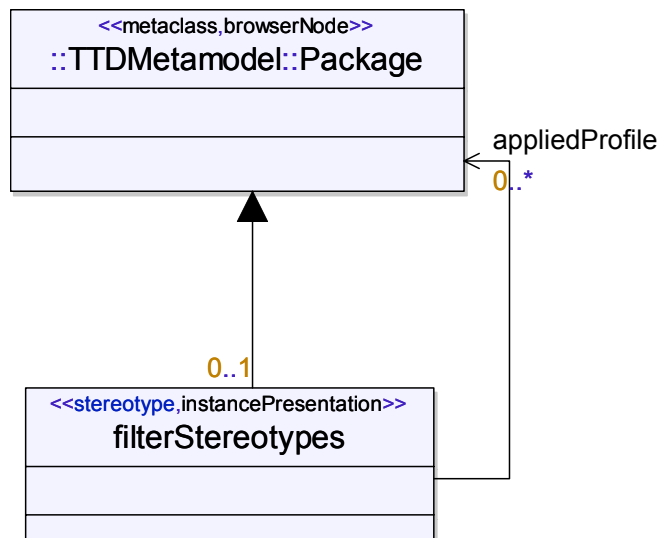 <<metaclass,browserNode>>
::TTDMetamodel::Package
appliedProfile
0..*
0..1
<<stereotype,instancePresentation>>
filterStereotypes